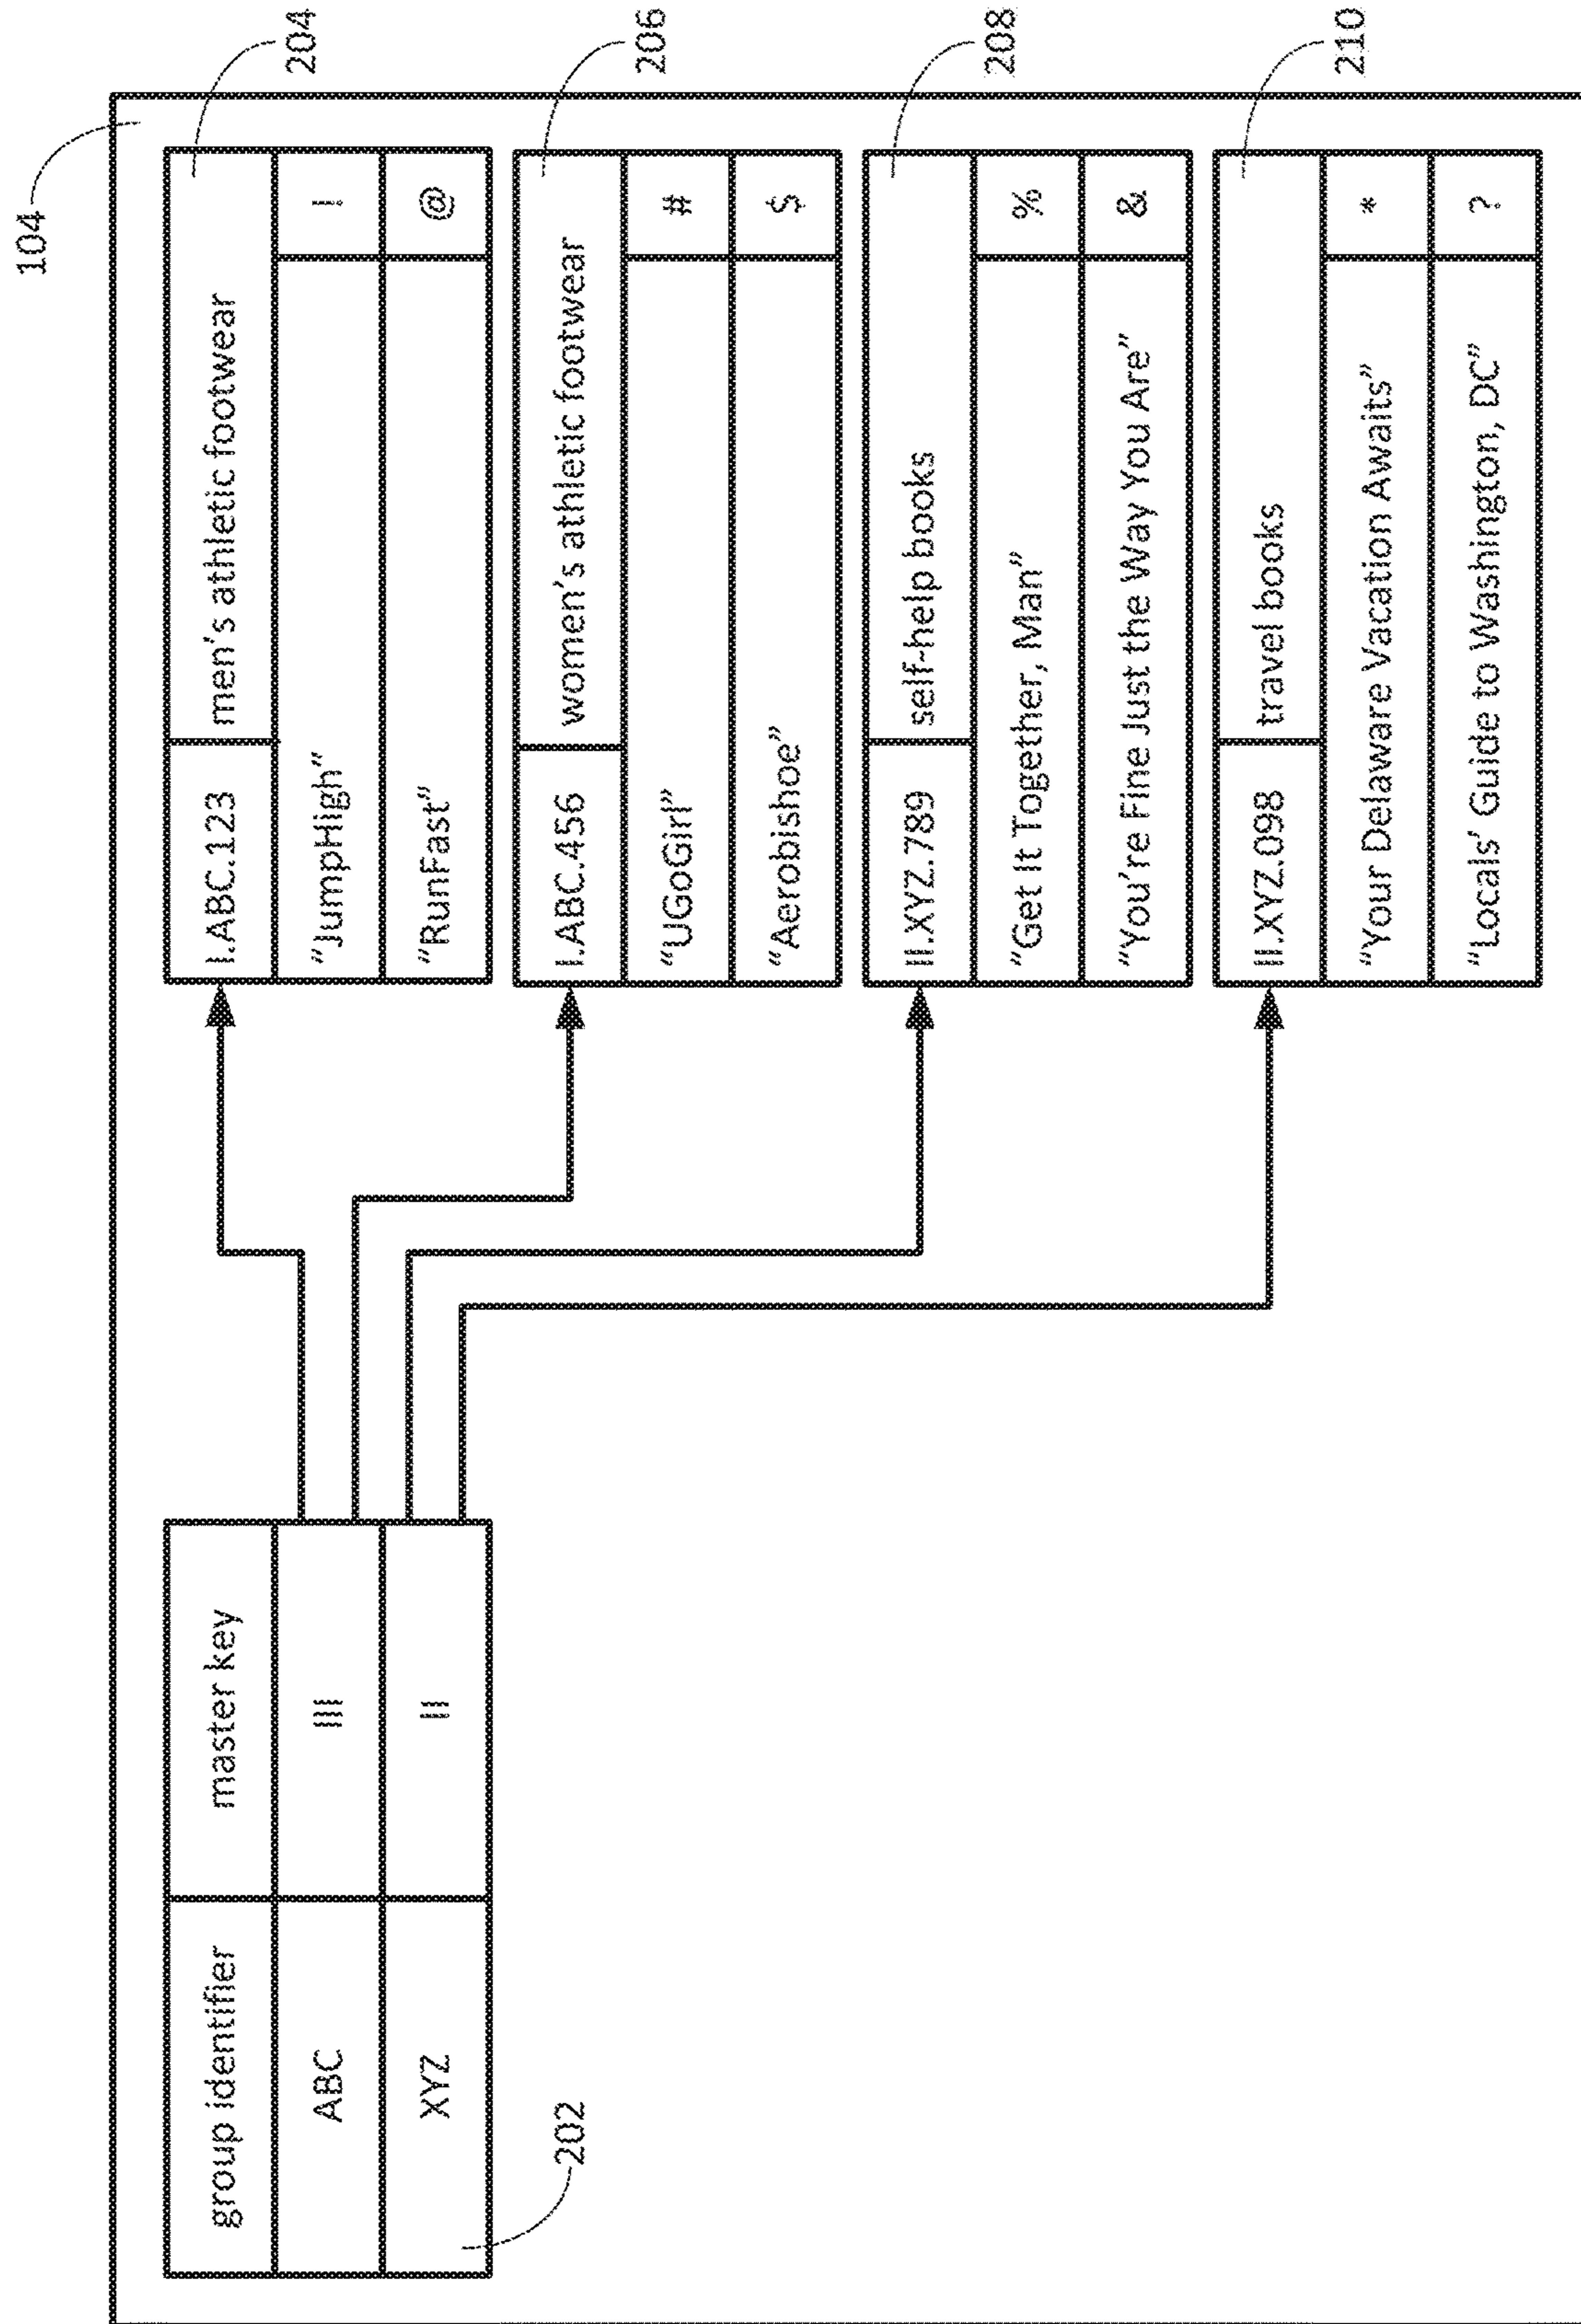 104
group identifier master key
ABC III
XYZ II
202
I.ABC.123 men's athletic footwear
"JumpHigh" !
"RunFast" @
204
I.ABC.456 women's athletic footwear
"UGoGirl" #
"Aerobishoe" $
206
II.XYZ.789 self-help books
"Get It Together, Man" %
"You're Fine Just the Way You Are" &
208
II.XYZ.098 travel books
"Your Delaware Vacation Awaits" *
"Locals' Guide to Washington, DC" ?
210